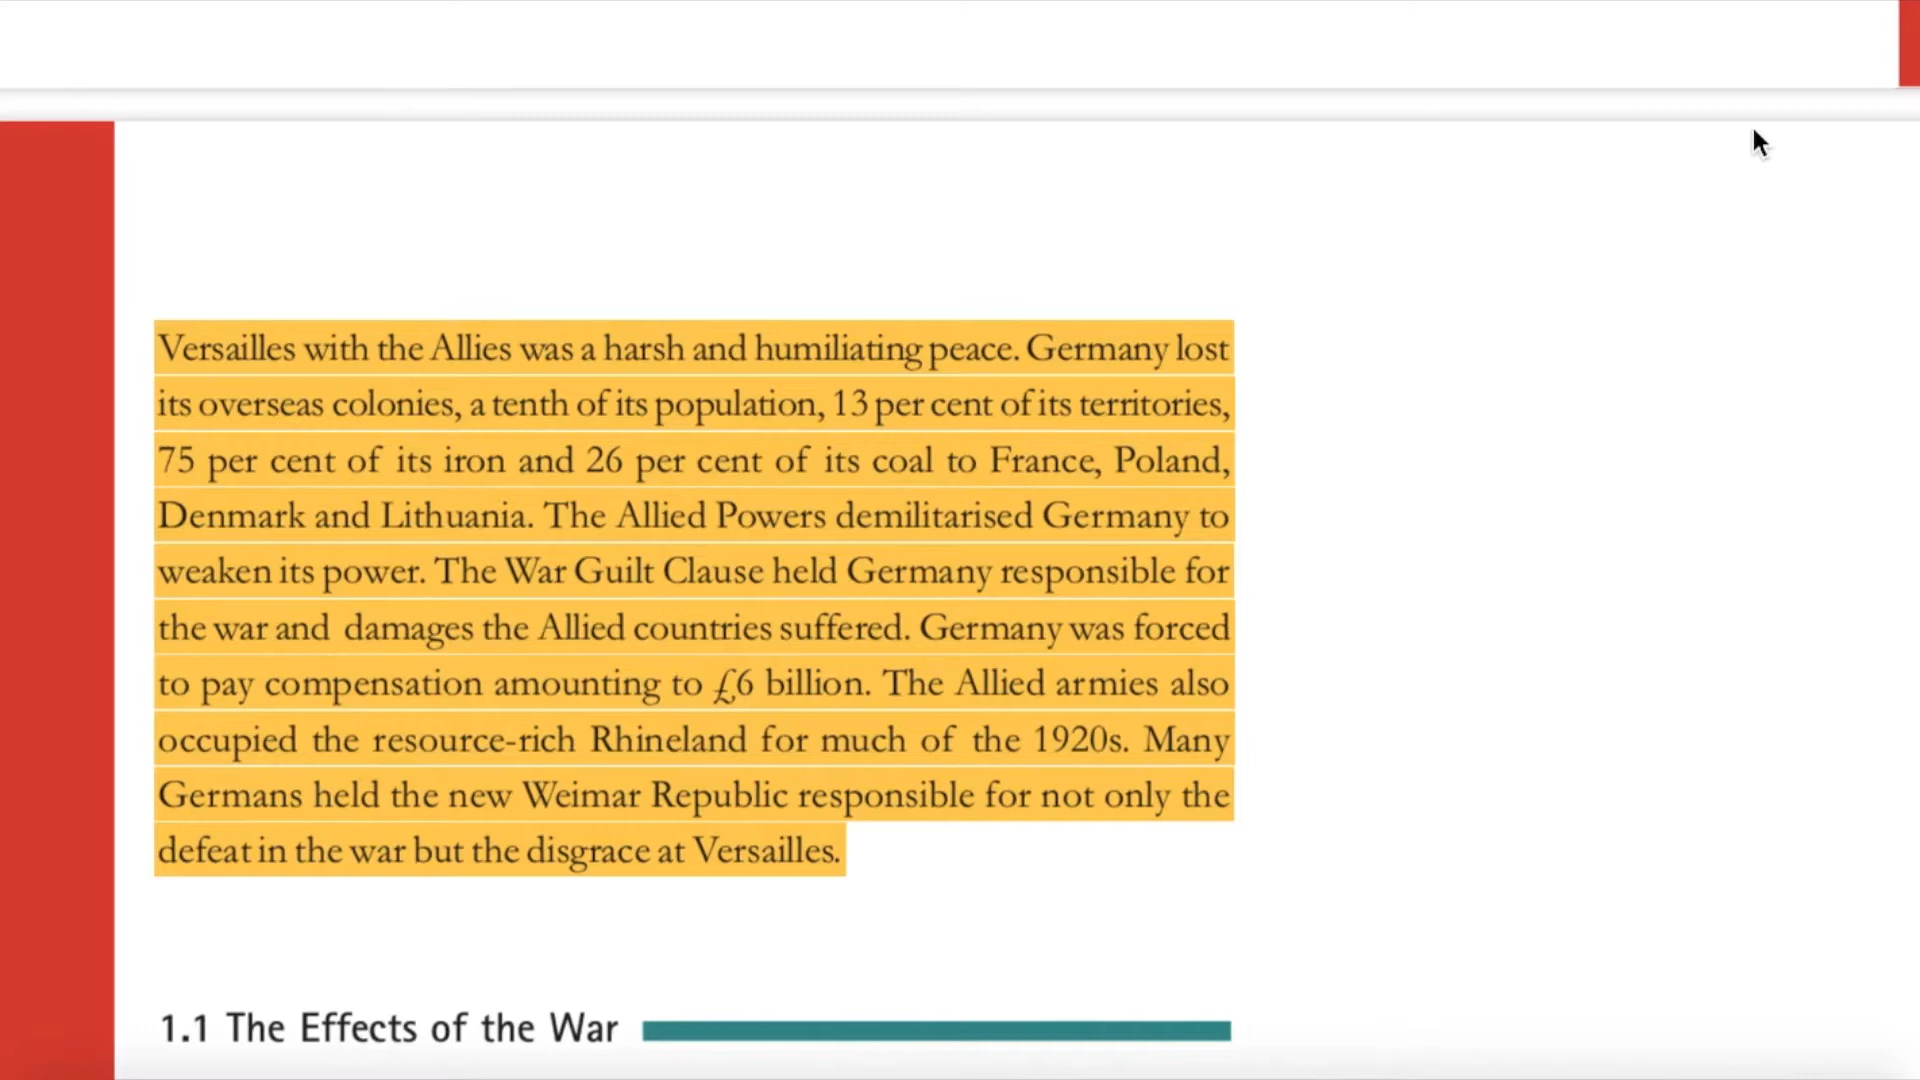 Versailles with the Allies was a harsh and humiliating peace. Germany lost
its overseas colonies, a tenth of its population, 13 per cent of its territories,
75 per cent of its iron and 26 per cent of its coal to France, Poland,
Denmark and Lithuania. The Allied Powers demilitarised Germany to
weaken its power. The War Guilt Clause held Germany responsible for
the war and damages the Allied countries suffered. Germany was forced
to pay compensation amounting to £6 billion. The Allied armies also
occupied the resource-rich Rhineland for much of the 1920s. Many
Germans held the new Weimar Republic responsible for not only the
defeat in the war but the disgrace at Versailles.
1.1 The Effects of the War